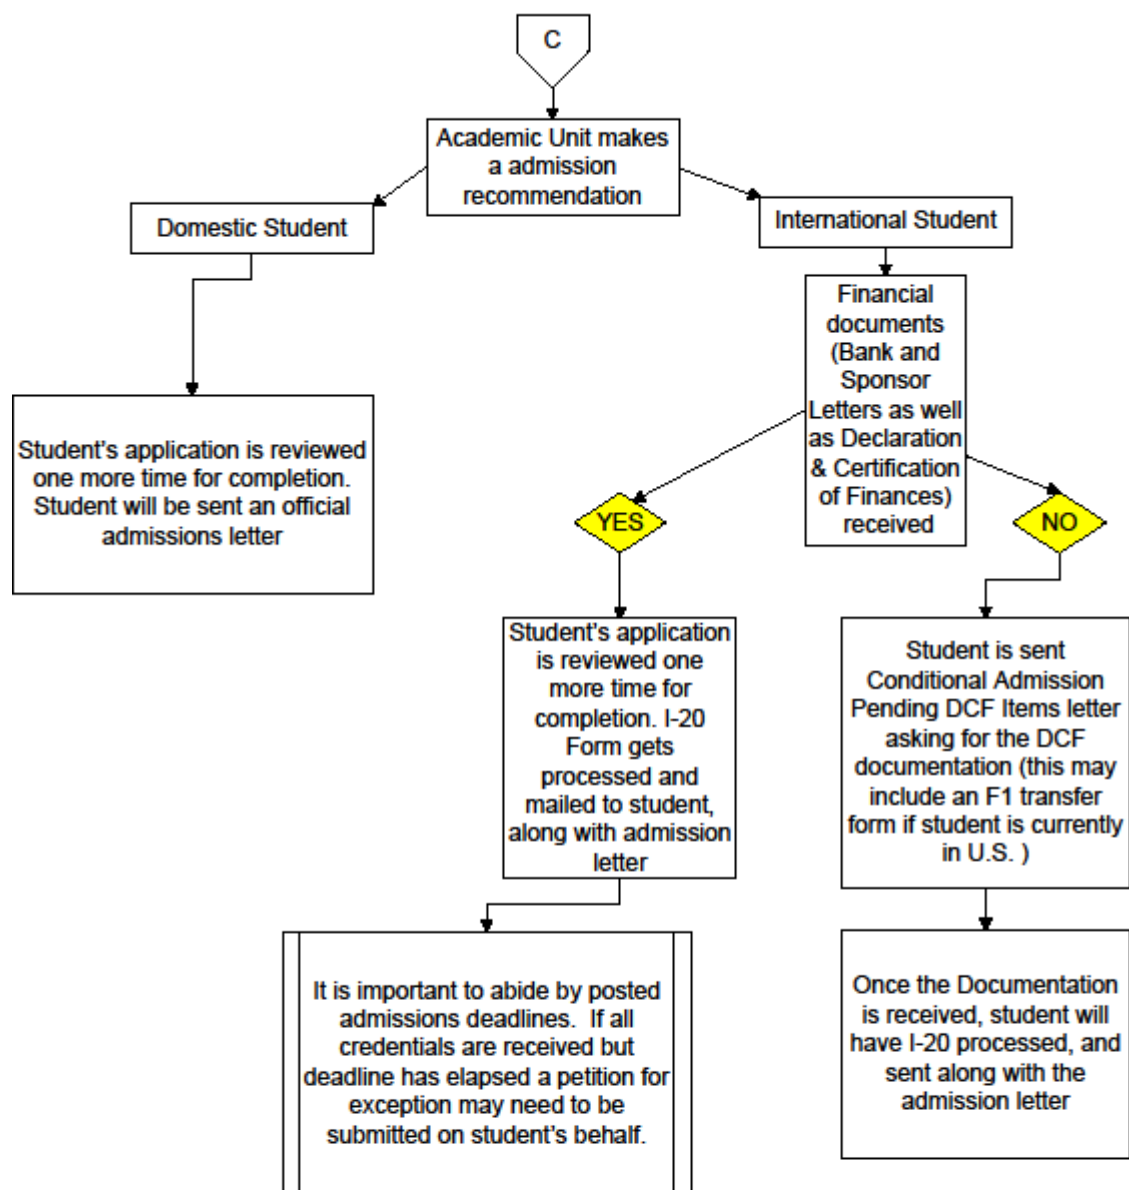 C
Academic Unit makes
a admission
recommendation
Domestic Student
International Student
Student's application is reviewed
one more time for completion.
Student will be sent an official
admissions letter
Financial
documents
(Bank and
Sponsor
Letters as well
as Declaration
& Certification
of Finances)
received
YES
NO
Student's application
is reviewed one
more time for
completion. I-20
Form gets
processed and
mailed to student,
along with admission
letter
Student is sent
Conditional Admission
Pending DCF Items letter
asking for the DCF
documentation (this may
include an F1 transfer
form if student is currently
in U.S. )
It is important to abide by posted
admissions deadlines.  If all
credentials are received but
deadline has elapsed a petition for
exception may need to be
submitted on student's behalf.
Once the Documentation
is received, student will
have I-20 processed, and
sent along with the
admission letter